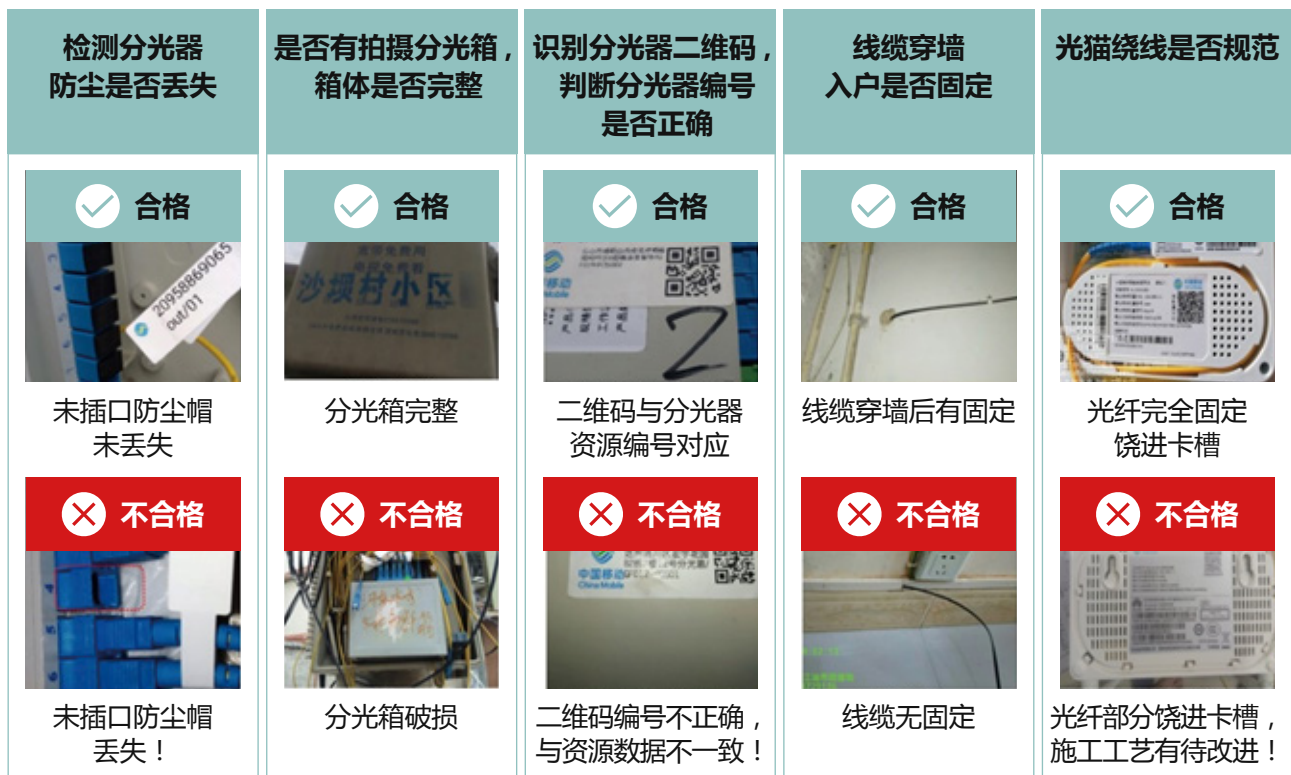 检测分光器
防尘是否丢失
是否有拍摄分光箱，
箱体是否完整
识别分光器二维码，
判断分光器编号
是否正确
线缆穿墙
入户是否固定
光猫绕线是否规范
合格
20958869065
out/01
未插口防尘帽
未丢失
合格
沙坝村小区
分光箱完整
合格
移动
Mobile
2
二维码与分光器
资源编号对应
合格
线缆穿墙后有固定
合格
光纤完全固定
饶进卡槽
不合格
未插口防尘帽
丢失！
不合格
分光箱破损
不合格
中国移动
China Mobile
二维码编号不正确，
与资源数据不一致！
不合格
线缆无固定
不合格
光纤部分饶进卡槽，
施工工艺有待改进！